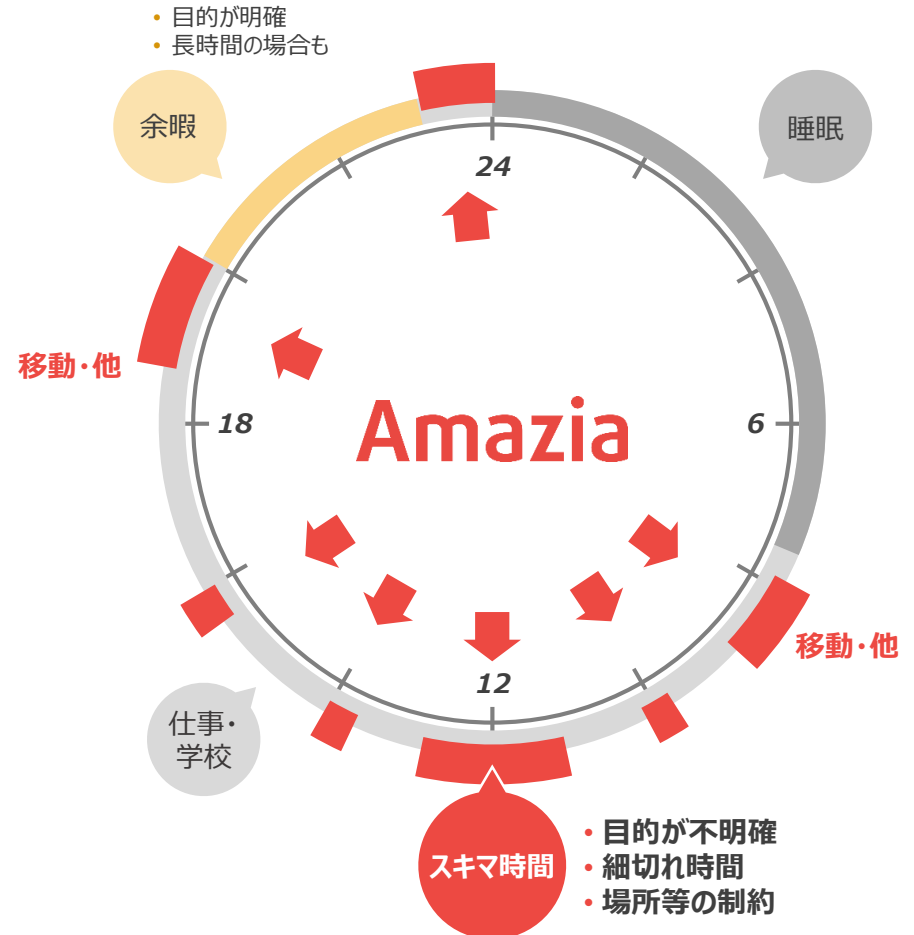 ・目的が明確
・長時間の場合も
余暇
睡眠
24
移動・他
Amazia
18
6
移動・他
12
仕事・
学校
スキマ時間
・目的が不明確
・細切れ時間
・場所等の制約